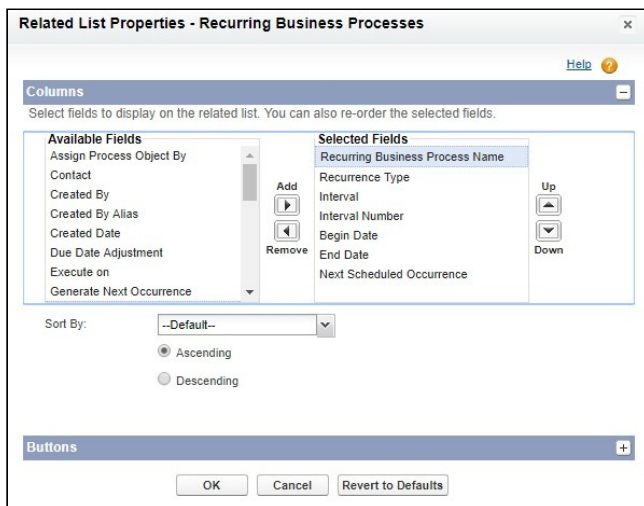 Related List Properties - Recurring Business Processes
Help
Columns
Select fields to display on the related list. You can also re-order the selected fields.
Available Fields
Assign Process Object By
Contact
Created By
Created By Alias
Created Date
Due Date Adjustment
Execute on
Generate Next Occurrence
Add
Remove
Selected Fields
Recurring Business Process Name
Recurrence Type
Interval
Interval Number
Begin Date
End Date
Next Scheduled Occurrence
Up
Down
Sort By:
--Default--
Ascending
Descending
Buttons
OK
Cancel
Revert to Defaults